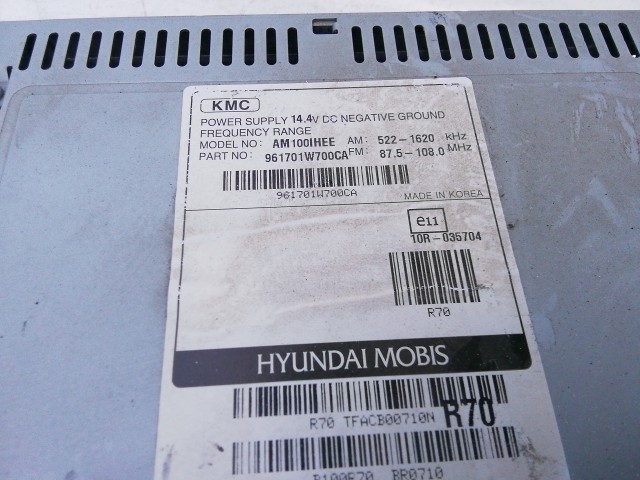 KMC
POWER SUPPLY 14.4V DC NEGATIVE GROUND
FREQUENCY RANGE
MODEL NO: AM100IHEE AM: 522-1620 KHz
PART NO: 961701W700CA FM: 87.5-108.0 MHz
961701W700CA
MADE IN KOREA
e11
10R-035704
R70
HYUNDAI MOBIS
R70 TFACB00710N R70
B100R70 BR0710